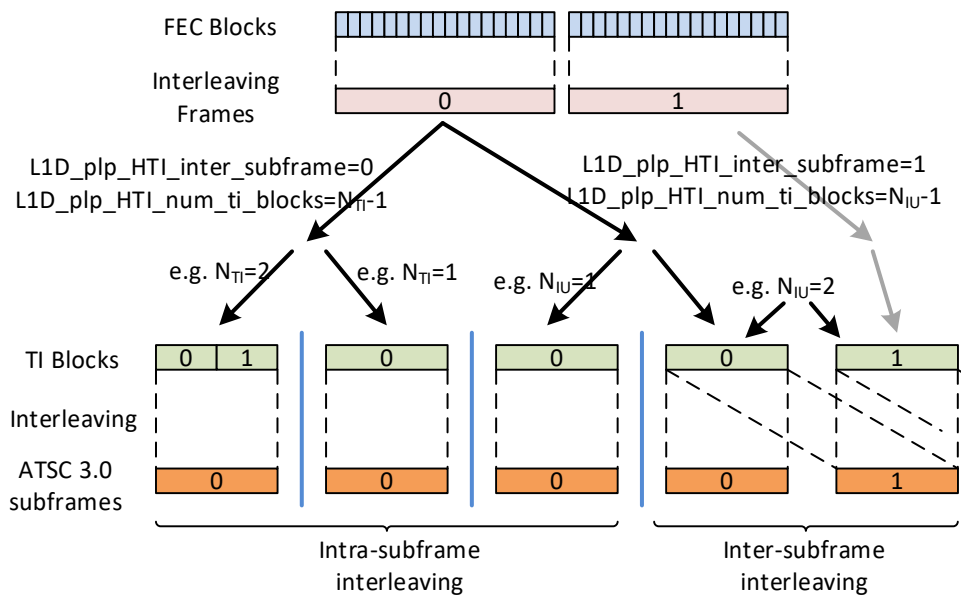 FEC Blocks
Interleaving
Frames
0
1
L1D_plp_HTI_inter_subframe=0
L1D_plp_HTI_num_ti_blocks=NTI-1
L1D_plp_HTI_inter_subframe=1
L1D_plp_HTI_num_ti_blocks=NIU-1
e.g. NTI=2
e.g. NTI=1
e.g. NIU=1
e.g. NIU=2
TI Blocks
0 1 0 0 0 1
Interleaving
ATSC 3.0
subframes
0 0 0 0 1
Intra-subframe
interleaving
Inter-subframe
interleaving